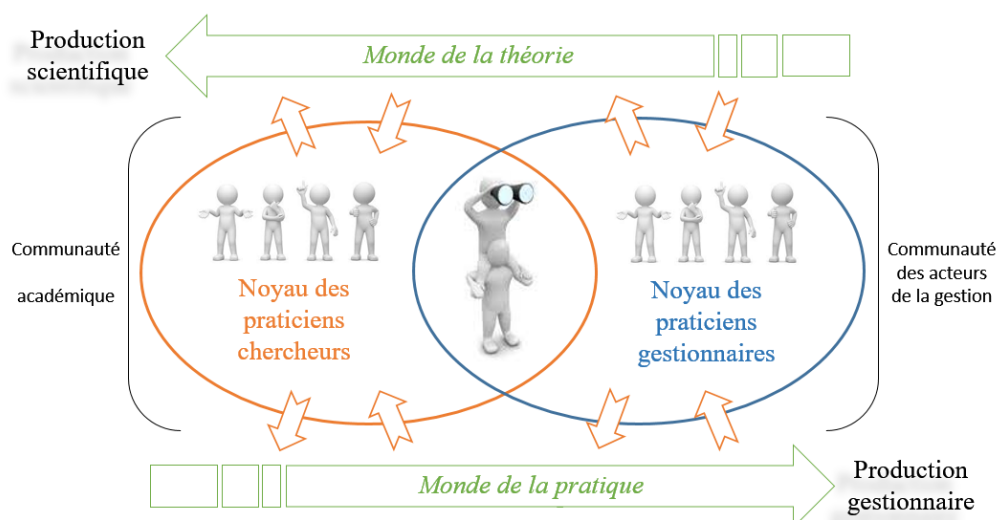 Production
scientifique
Monde de la théorie
Communauté
académique
Noyau des
praticiens
chercheurs
Noyau des
praticiens
gestionnaires
Communauté
des acteurs
de la gestion
Monde de la pratique
Production
gestionnaire